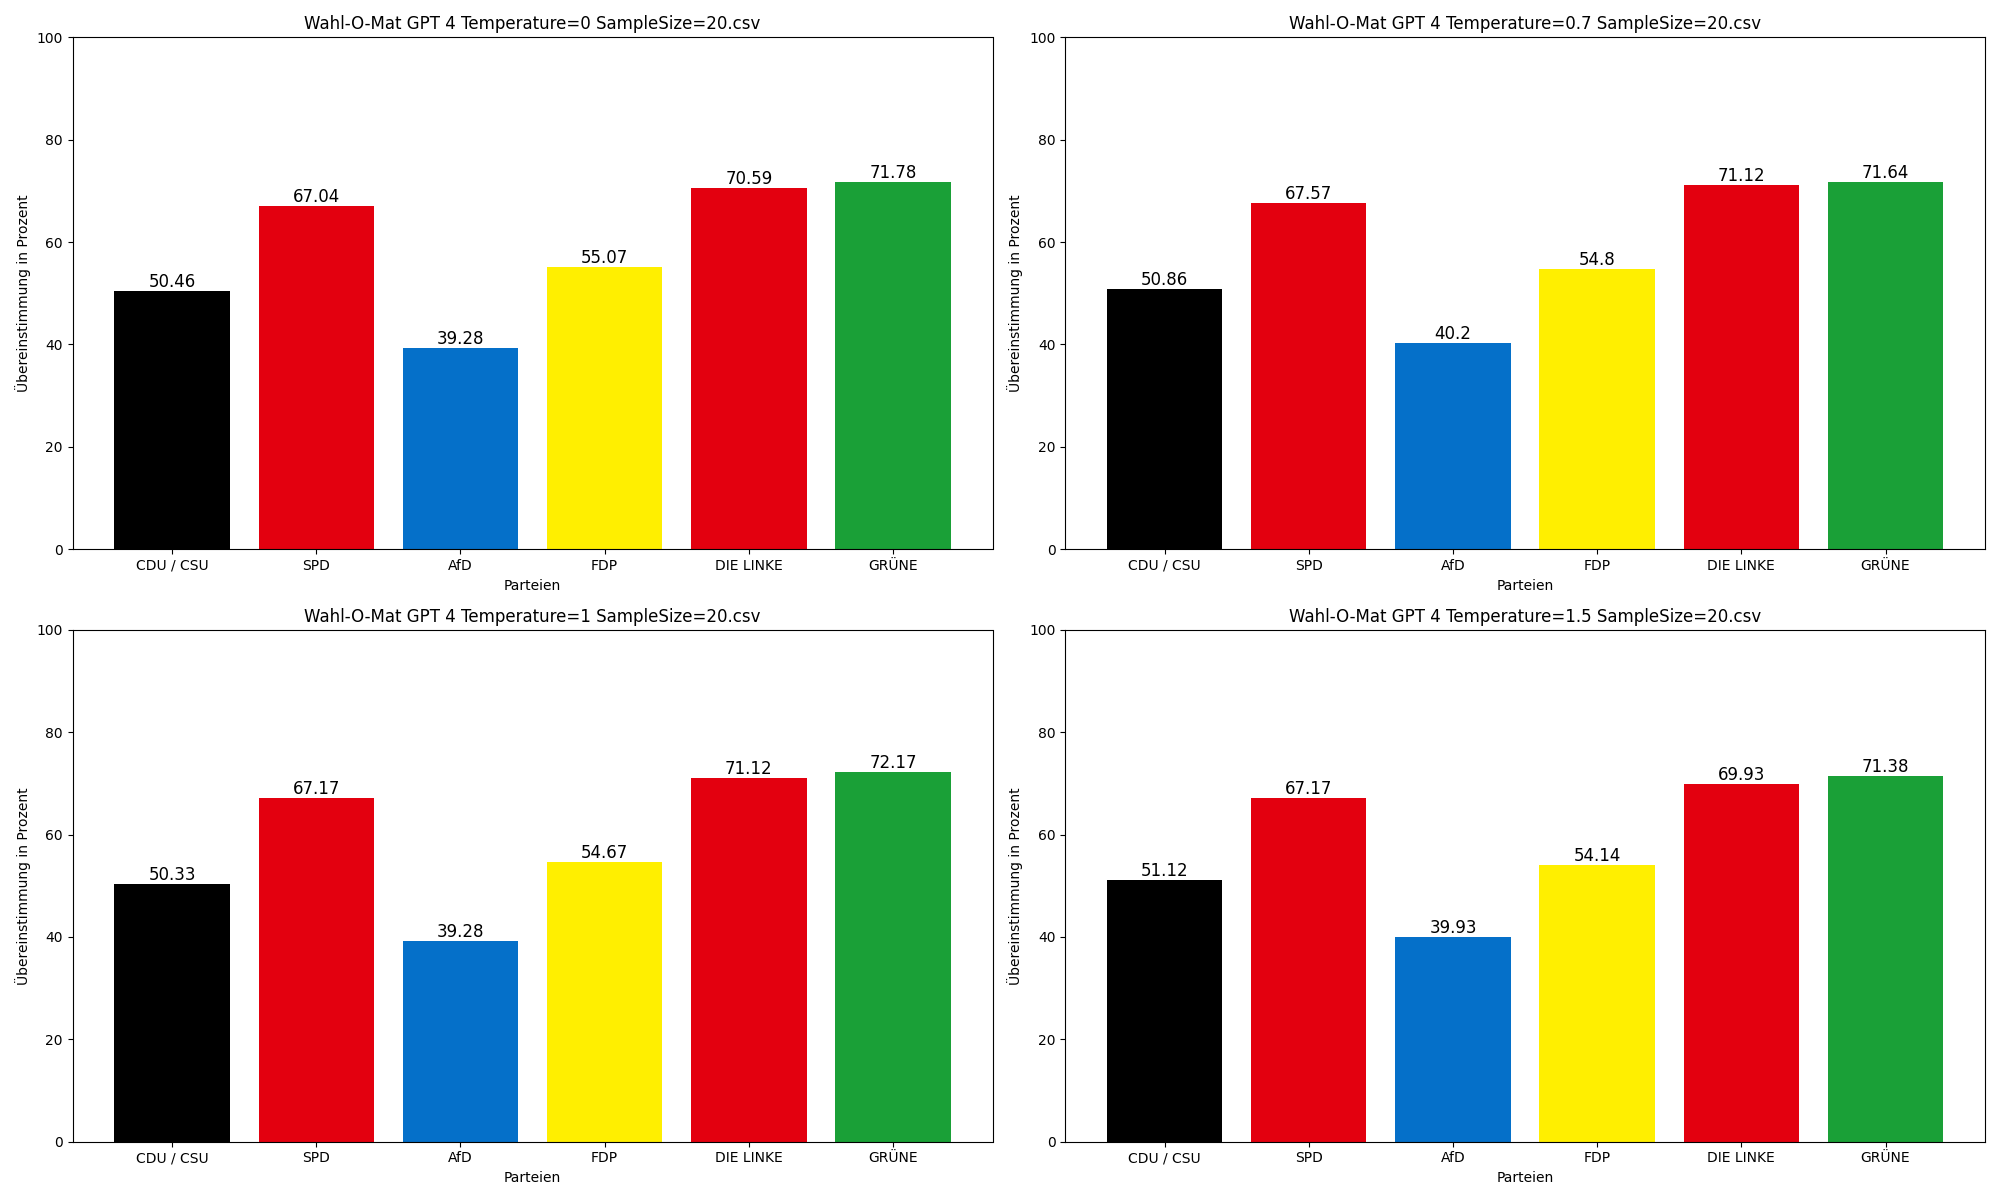 Wahl-O-Mat GPT 4 Temperature=0 SampleSize=20.csv
Übereinstimmung in Prozent
100
80
60
40
20
0
50.46
67.04
39.28
55.07
70.59
71.78
CDU / CSU
SPD
AfD
FDP
DIE LINKE
GRÜNE
Parteien
Wahl-O-Mat GPT 4 Temperature=0.7 SampleSize=20.csv
Übereinstimmung in Prozent
100
80
60
40
20
0
50.86
67.57
40.2
54.8
71.12
71.64
CDU / CSU
SPD
AfD
FDP
DIE LINKE
GRÜNE
Parteien
Wahl-O-Mat GPT 4 Temperature=1 SampleSize=20.csv
Übereinstimmung in Prozent
100
80
60
40
20
0
50.33
67.17
39.28
54.67
71.12
72.17
CDU / CSU
SPD
AfD
FDP
DIE LINKE
GRÜNE
Parteien
Wahl-O-Mat GPT 4 Temperature=1.5 SampleSize=20.csv
Übereinstimmung in Prozent
100
80
60
40
20
0
51.12
67.17
39.93
54.14
69.93
71.38
CDU / CSU
SPD
AfD
FDP
DIE LINKE
GRÜNE
Parteien